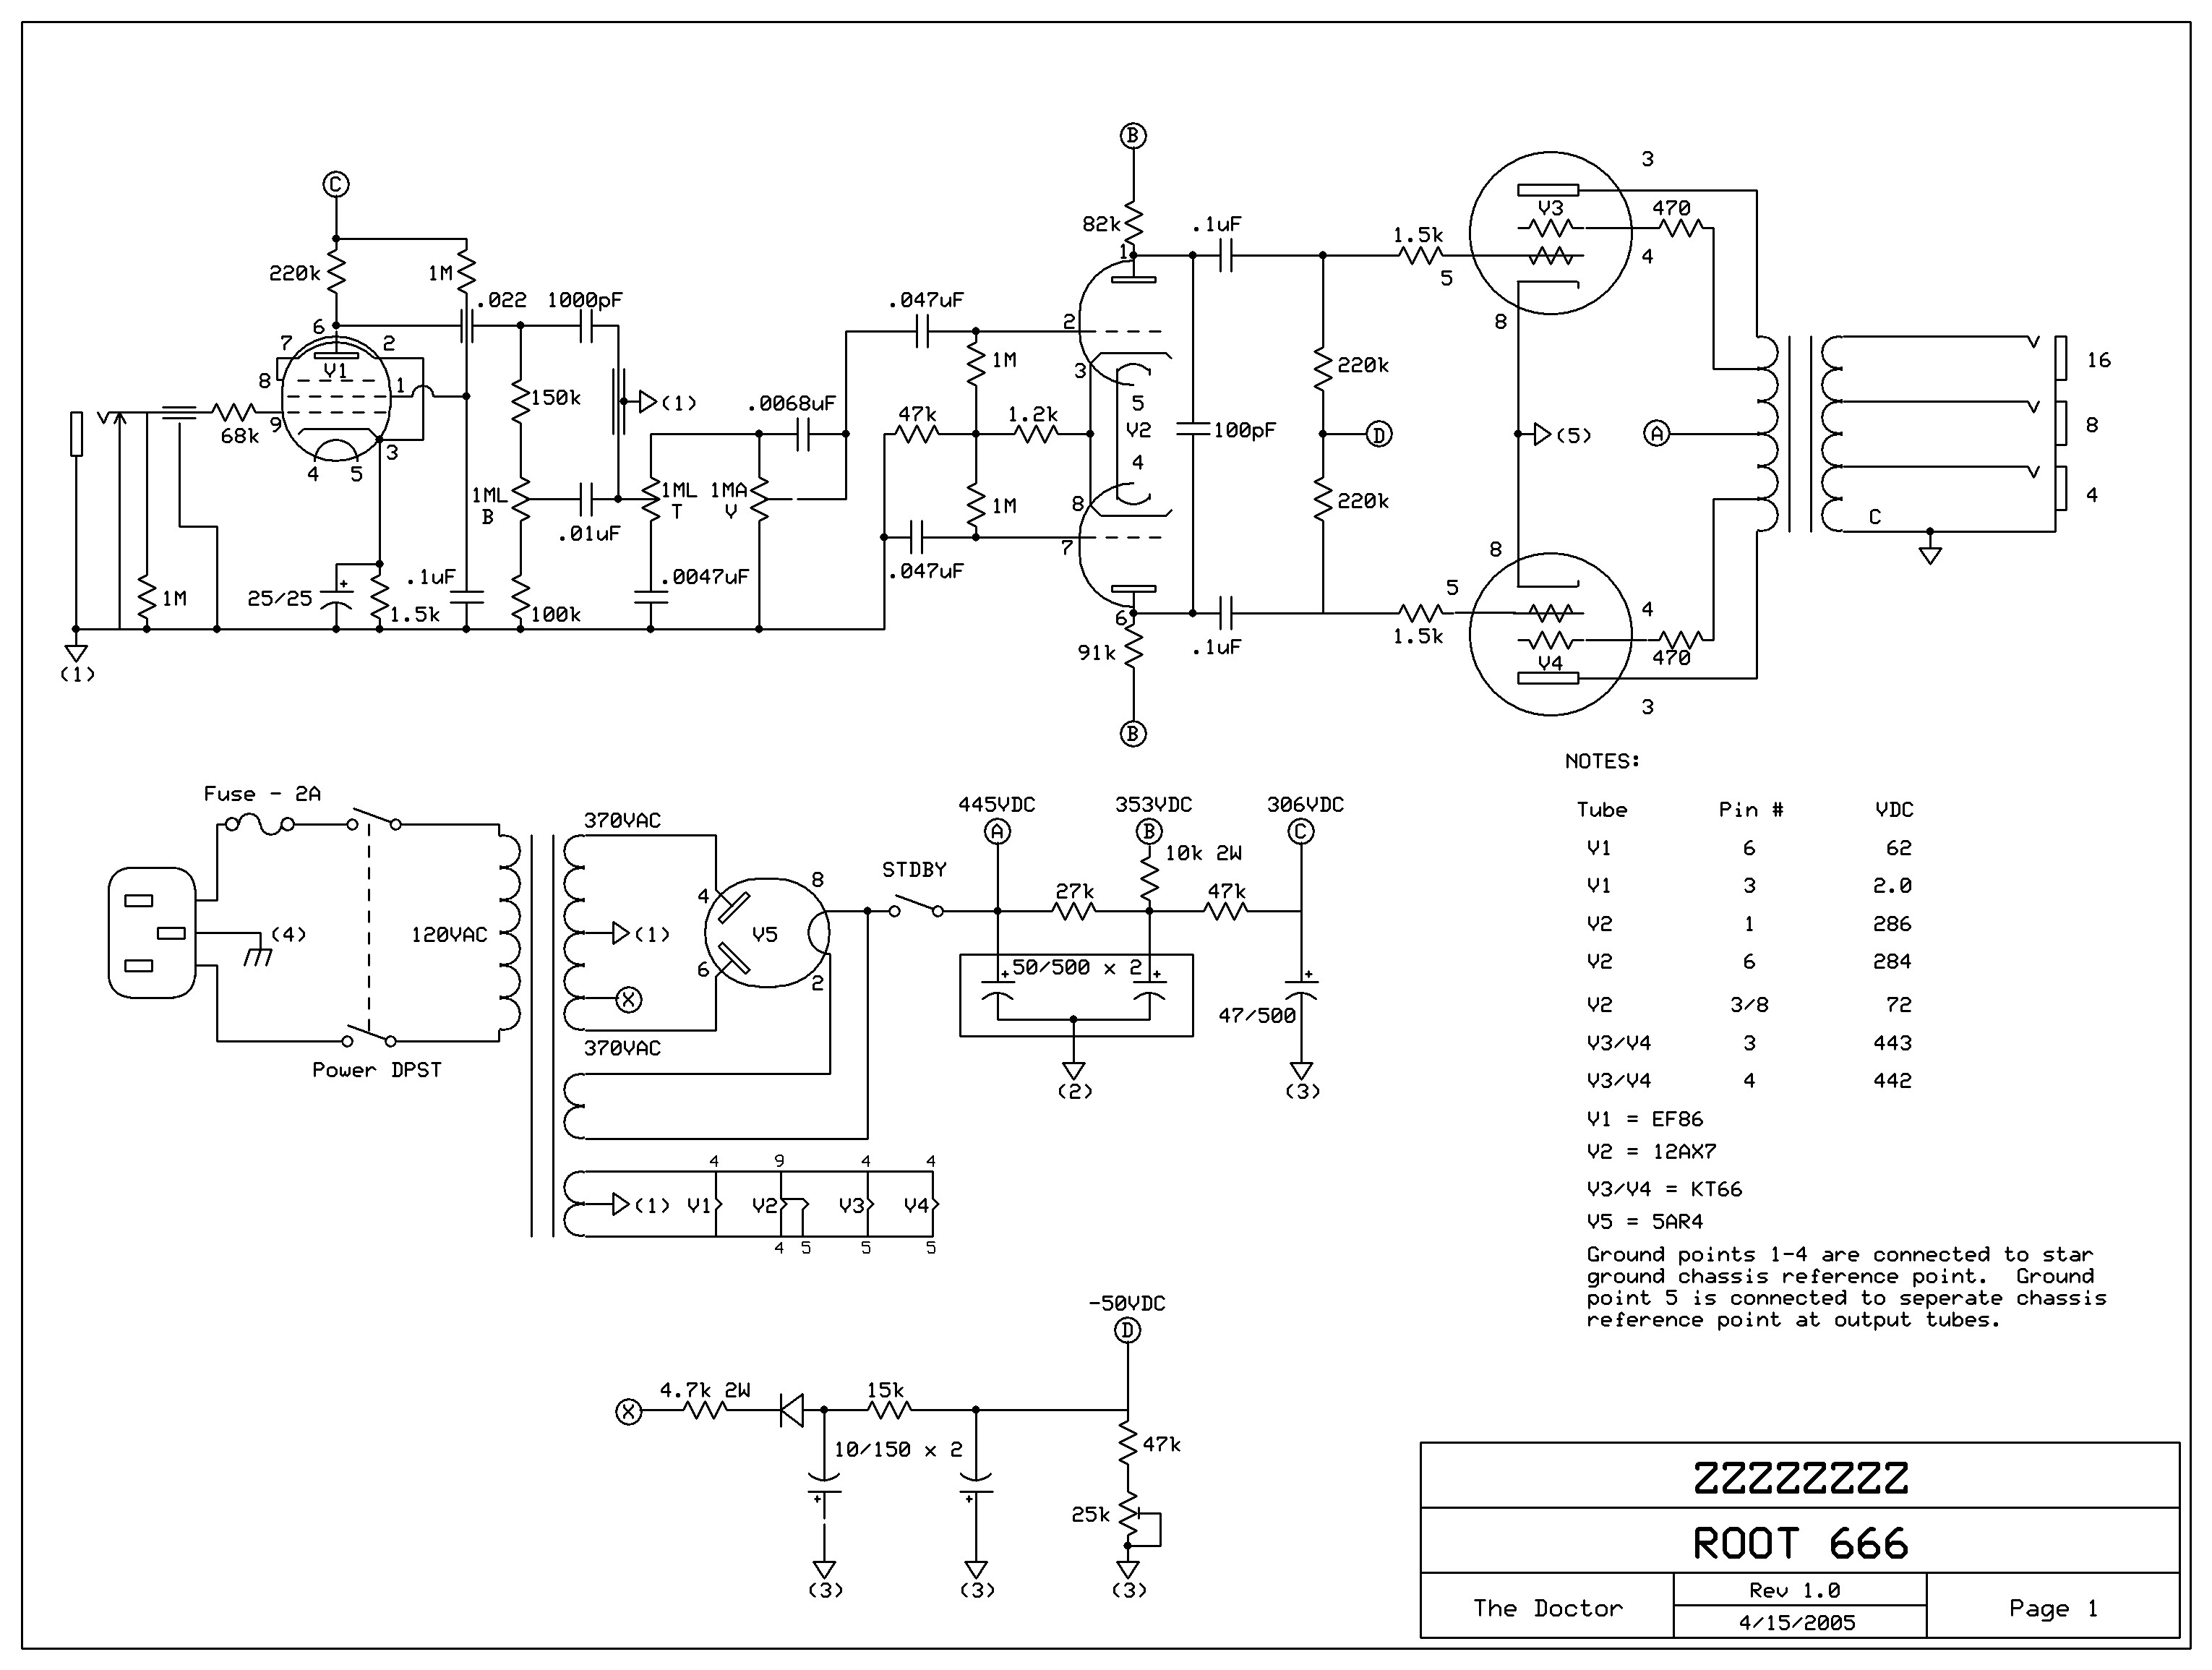 B
C
82k
.1uF
1
3
V3
470
1.5k
4
5
8
220k
1M
.022
1000pF
6
7
2
V1
8
1
9
68k
3
4
5
150k
(1)
.047uF
2
1M
3
220k
.0068uF
47k
1.2k
5
V2
4
100pF
D
(5)
A
16
8
4
C
1ML
B
.01uF
1ML
T
1MA
V
1M
8
7
220k
.047uF
25/25
+
1.5k
.1uF
100k
.0047uF
1M
(1)
6
91k
.1uF
B
8
5
1.5k
4
470
V4
3
Fuse - 2A
120VAC
(4)
Power DPST
370VAC
(1)
X
370VAC
4
6
V5
8
2
STDBY
445VDC
A
353VDC
B
306VDC
C
10k 2W
27k
47k
50/500 x 2
+
+
+
47/500
(2)
(3)
4
9
4
4
(1)
V1
V2
V3
V4
4
5
5
5
NOTES:
Tube Pin # VDC
V1 6 62
V1 3 2.0
V2 1 286
V2 6 284
V2 3/8 72
V3/V4 3 443
V3/V4 4 442
V1 = EF86
V2 = 12AX7
V3/V4 = KT66
V5 = 5AR4
Ground points 1-4 are connected to star
ground chassis reference point. Ground
point 5 is connected to seperate chassis
reference point at output tubes.
-50VDC
D
X
4.7k 2W
15k
10/150 x 2
+
+
47k
25k
(3)
(3)
(3)
ZZZZZZZZ
ROOT 666
The Doctor
Rev 1.0
4/15/2005
Page 1